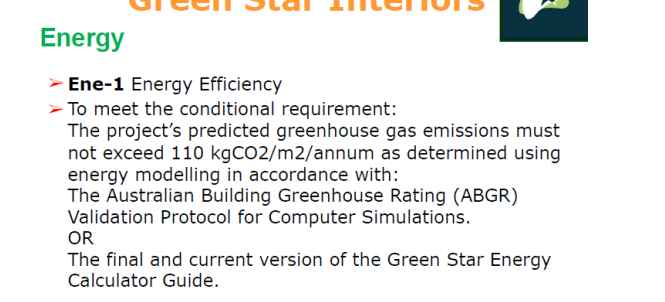 Green Star Interiors
Energy
➢ Ene-1 Energy Efficiency
➢ To meet the conditional requirement:
The project's predicted greenhouse gas emissions must
not exceed 110 kgCO2/m2/annum as determined using
energy modelling in accordance with:
The Australian Building Greenhouse Rating (ABGR)
Validation Protocol for Computer Simulations.
OR
The final and current version of the Green Star Energy
Calculator Guide.